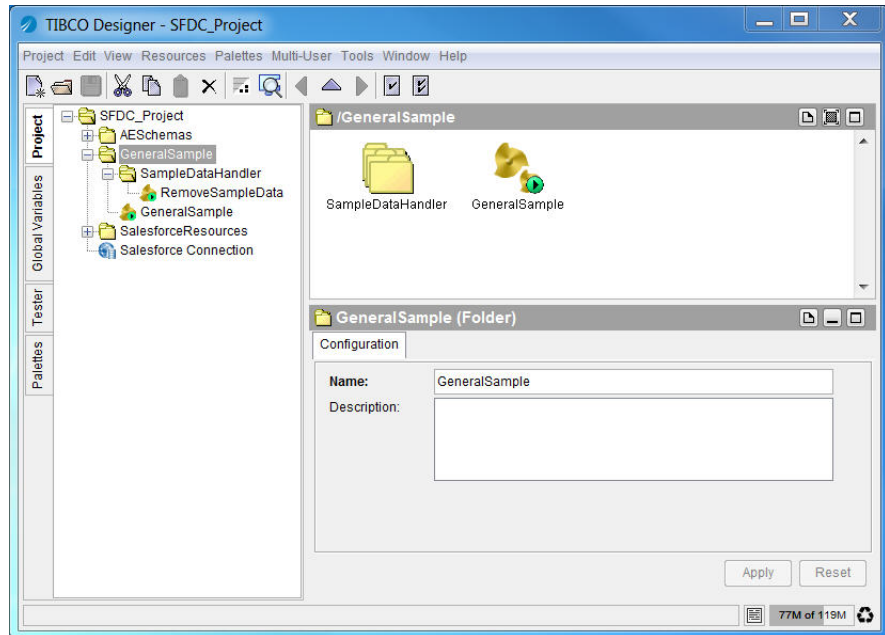 TIBCO Designer - SFDC_Project
Project Edit View Resources Palettes Multi-User Tools Window Help
Project
Global Variables
Tester
Palettes
SFDC_Project
AESchemas
GeneralSample
SampleDataHandler
RemoveSampleData
GeneralSample
SalesforceResources
Salesforce Connection
/GeneralSample
SampleDataHandler GeneralSample
GeneralSample (Folder)
Configuration
Name: GeneralSample
Description:
Apply Reset
77M of 119M